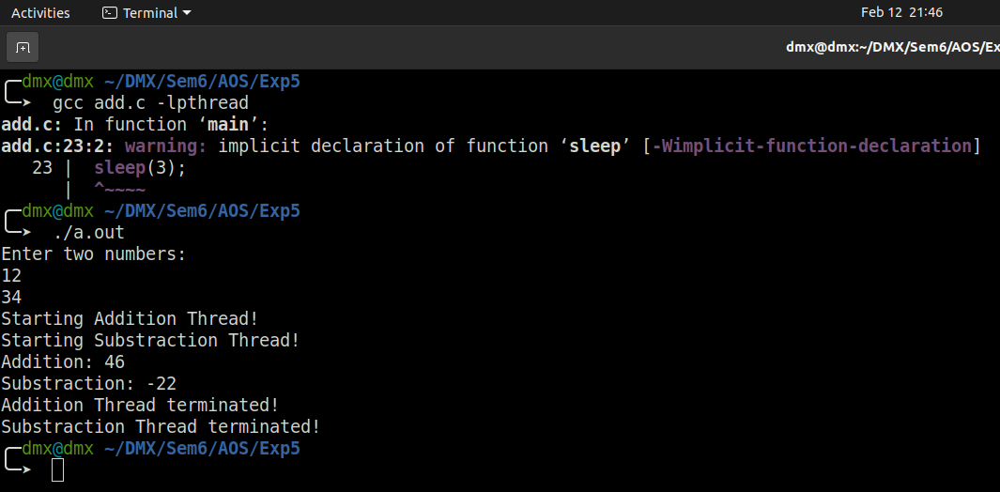 Activities Terminal Feb 12 21:46
dmx@dmx:~/DMX/Sem6/AOS/Ex
dmx@dmx ~/DMX/Sem6/AOS/Exp5
gcc add.c -lpthread
add.c: In function ‘main’:
add.c:23:2: warning: implicit declaration of function ‘sleep’ [-Wimplicit-function-declaration]
23 | sleep(3);
| ^~~~~
dmx@dmx ~/DMX/Sem6/AOS/Exp5
./a.out
Enter two numbers:
12
34
Starting Addition Thread!
Starting Substraction Thread!
Addition: 46
Substraction: -22
Addition Thread terminated!
Substraction Thread terminated!
dmx@dmx ~/DMX/Sem6/AOS/Exp5